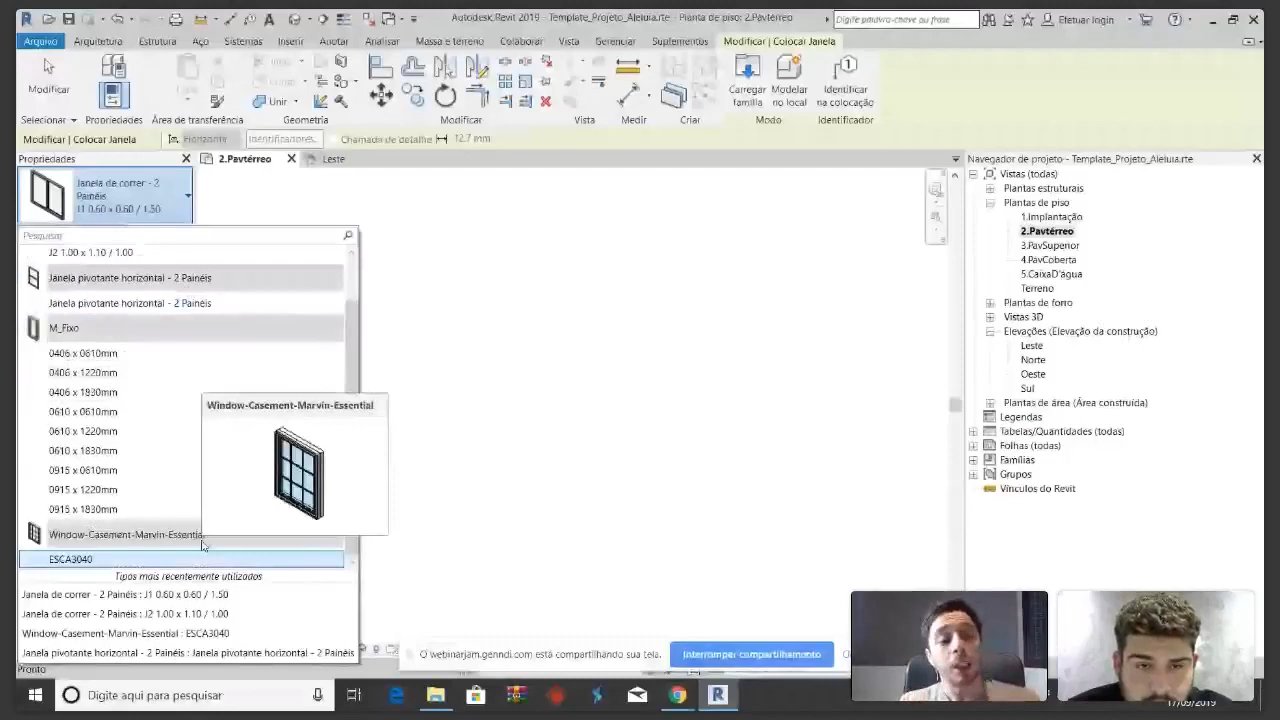 Autodesk Revit 2019 - Template_Projeto_Aleluia.rte - Planta de piso: 2.Pavtérreo
Digite palavra-chave ou frase
Efetuar login
Arquivo Arquitetura Estrutura Aço Sistemas Inserir Anotar Analisar Massa e terreno Colaborar Vista Gerenciar Suplementos Modificar | Colocar Janela
Modificar
Unir
Carregar família
Modelar no local
Identificar na colocação
Selecionar Propriedades Área de transferência Geometria Modificar Vista Medir Criar Modo Identificador
Modificar | Colocar Janela
Horizontal
Identificadores...
Chamada de detalhe
12.7 mm
Propriedades
2.Pavtérreo
Leste
Navegador de projeto - Template_Projeto_Aleluia.rte
Janela de correr - 2
Painéis
J1 0.60 x 0.60 / 1.50
Pesquisar
J2 1.00 x 1.10 / 1.00
Janela pivotante horizontal - 2 Painéis
Janela pivotante horizontal - 2 Painéis
M_Fixo
0406 x 0610mm
0406 x 1220mm
0406 x 1830mm
0610 x 0610mm
0610 x 1220mm
0610 x 1830mm
0915 x 0610mm
0915 x 1220mm
0915 x 1830mm
Window-Casement-Marvin-Essential
ESCA3040
Tipos mais recentemente utilizados
Janela de correr - 2 Painéis : J1 0.60 x 0.60 / 1.50
Janela de correr - 2 Painéis : J2 1.00 x 1.10 / 1.00
Window-Casement-Marvin-Essential : ESCA3040
Janela pivotante horizontal - 2 Painéis : Janela pivotante horizontal - 2 Painéis
Window-Casement-Marvin-Essential
Vistas (todas)
Plantas estruturais
Plantas de piso
1.Implantação
2.Pavtérreo
3.PavSuperior
4.PavCoberta
5.CaixaD'água
Terreno
Plantas de forro
Vistas 3D
Elevações (Elevação da construção)
Leste
Norte
Oeste
Sul
Plantas de área (Área construída)
Legendas
Tabelas/Quantidades (todas)
Folhas (todas)
Famílias
Grupos
Vínculos do Revit
Pronto
O webinarjam.genndi.com está compartilhando sua tela.
Interromper compartilhamento
Digite aqui para pesquisar
17/09/2019